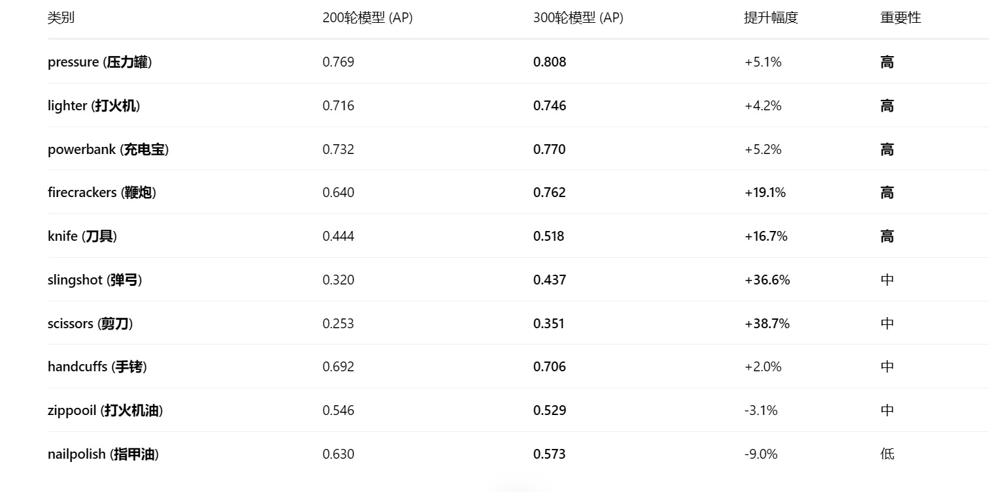 类别 200轮模型 (AP) 300轮模型 (AP) 提升幅度 重要性
pressure (压力罐) 0.769 0.808 +5.1% 高
lighter (打火机) 0.716 0.746 +4.2% 高
powerbank (充电宝) 0.732 0.770 +5.2% 高
firecrackers (鞭炮) 0.640 0.762 +19.1% 高
knife (刀具) 0.444 0.518 +16.7% 高
slingshot (弹弓) 0.320 0.437 +36.6% 中
scissors (剪刀) 0.253 0.351 +38.7% 中
handcuffs (手铐) 0.692 0.706 +2.0% 中
zippooil (打火机油) 0.546 0.529 -3.1% 中
nailpolish (指甲油) 0.630 0.573 -9.0% 低